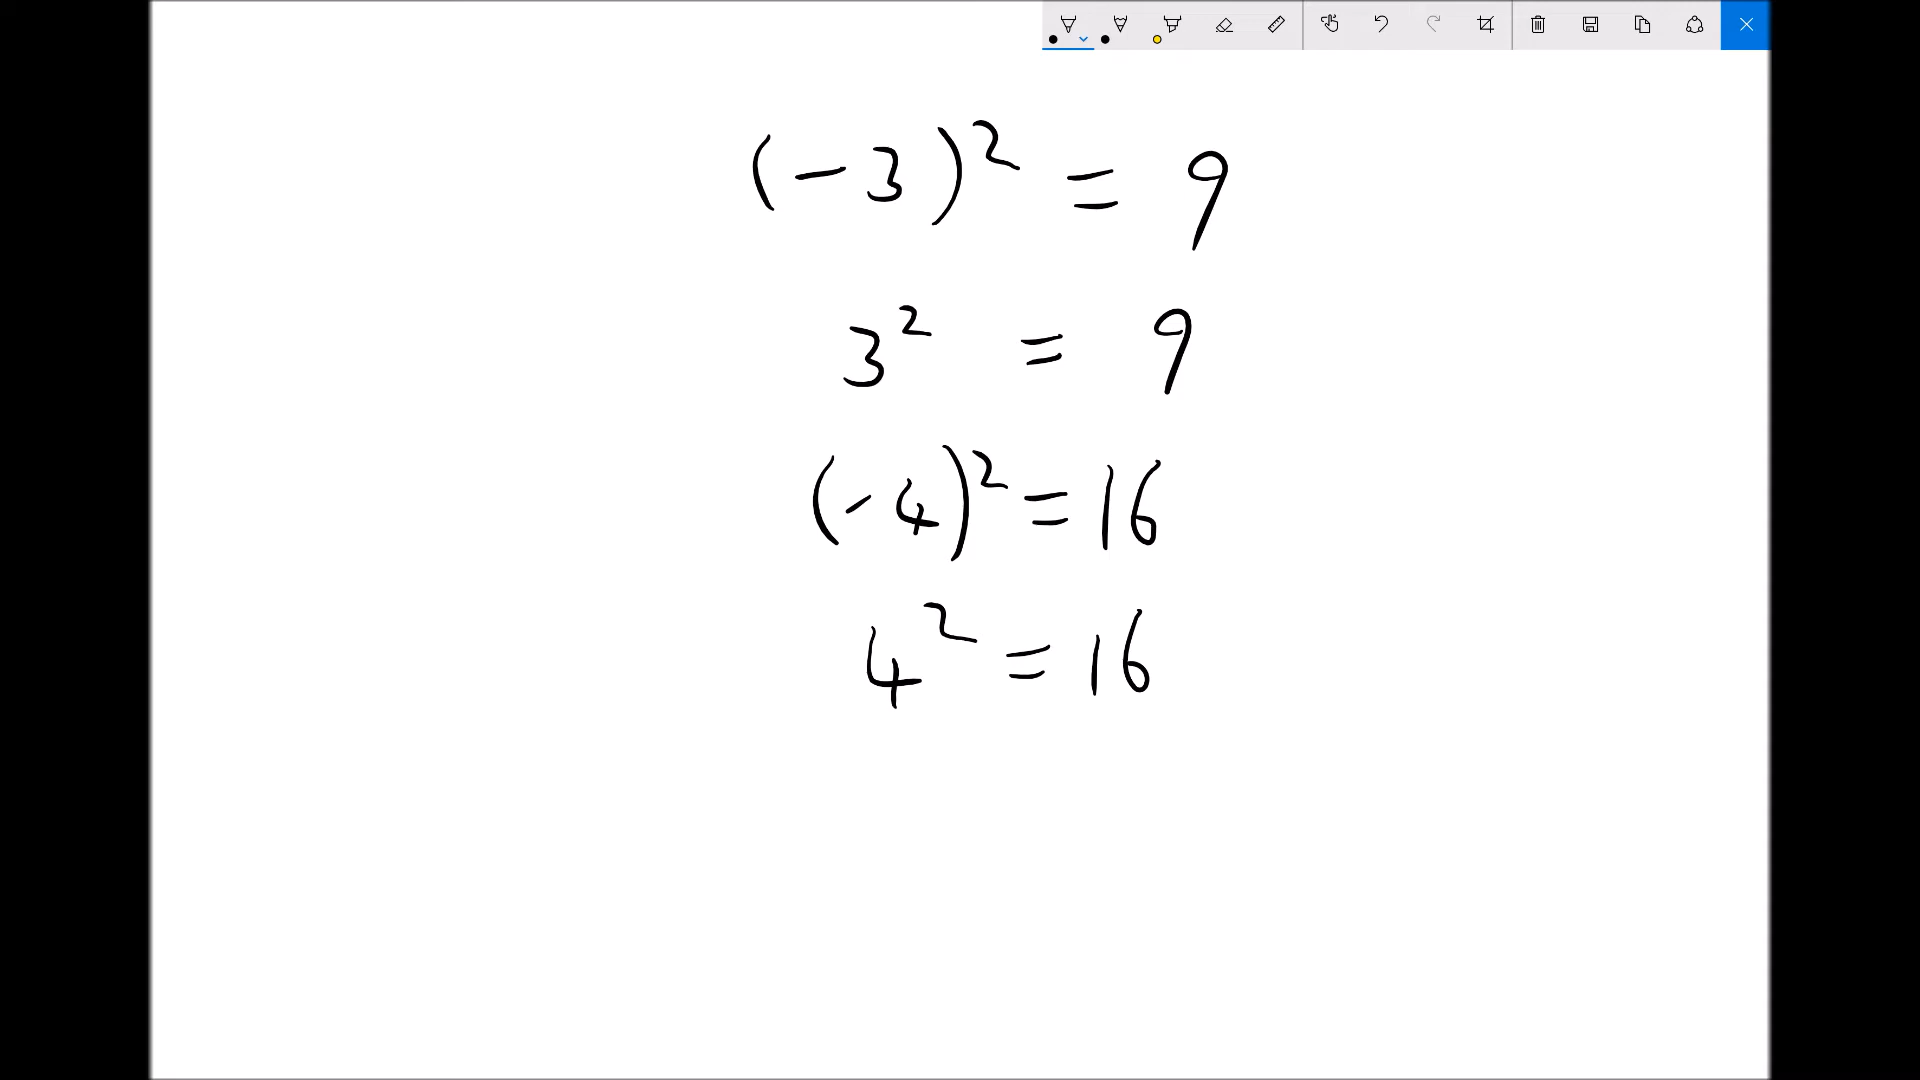 (-3)² = 9
3² = 9
(-4)² = 16
4² = 16